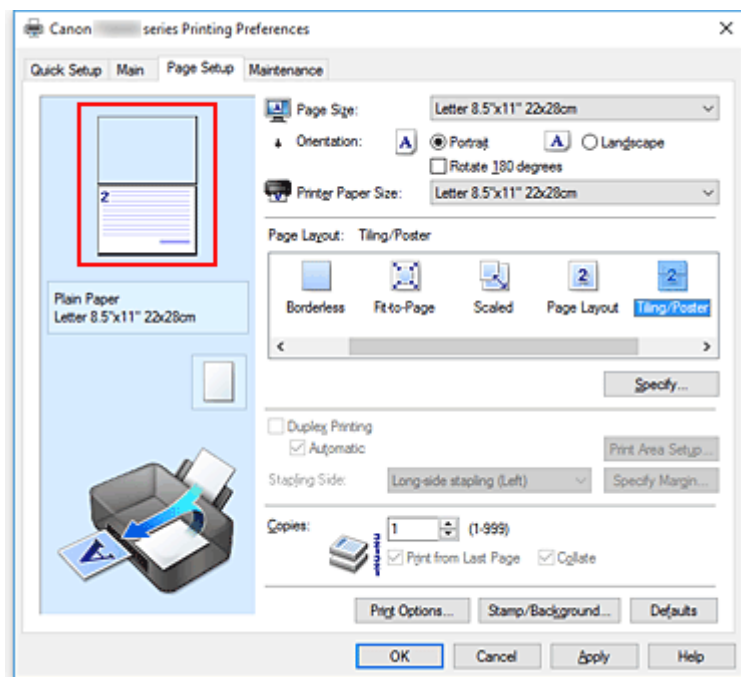 Canon series Printing Preferences
Quick Setup Main Page Setup Maintenance
2
Plain Paper
Letter 8.5"x11" 22x28cm
A
Page Size: Letter 8.5"x11" 22x28cm
Orientation: A Portrait A Landscape
Rotate 180 degrees
Printer Paper Size: Letter 8.5"x11" 22x28cm
Page Layout: Tiling/Poster
2 2
Borderless Fit-to-Page Scaled Page Layout Tiling/Poster
Specify...
Duplex Printing
Automatic Print Area Setup...
Stapling Side: Long-side stapling (Left) Specify Margin...
Copies: 1 (1-999)
Print from Last Page Collate
Print Options... Stamp/Background... Defaults
OK Cancel Apply Help